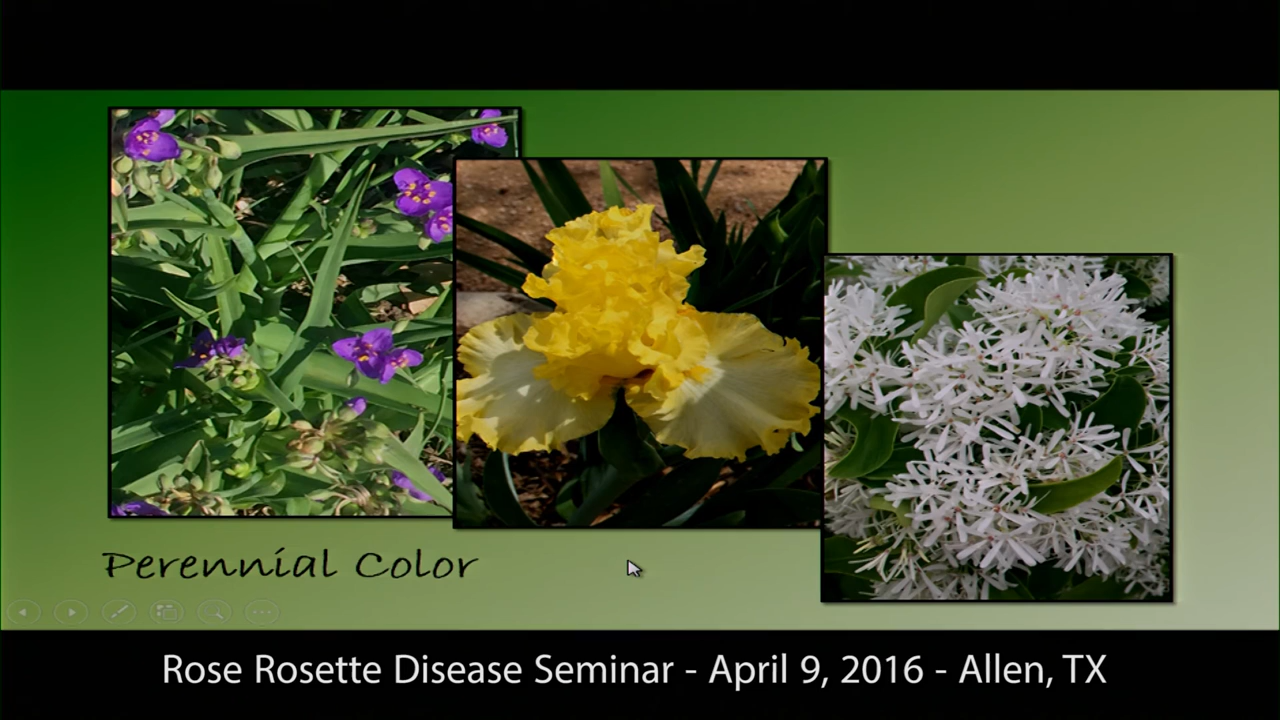 Perennial Color
Rose Rosette Disease Seminar - April 9, 2016 - Allen, TX